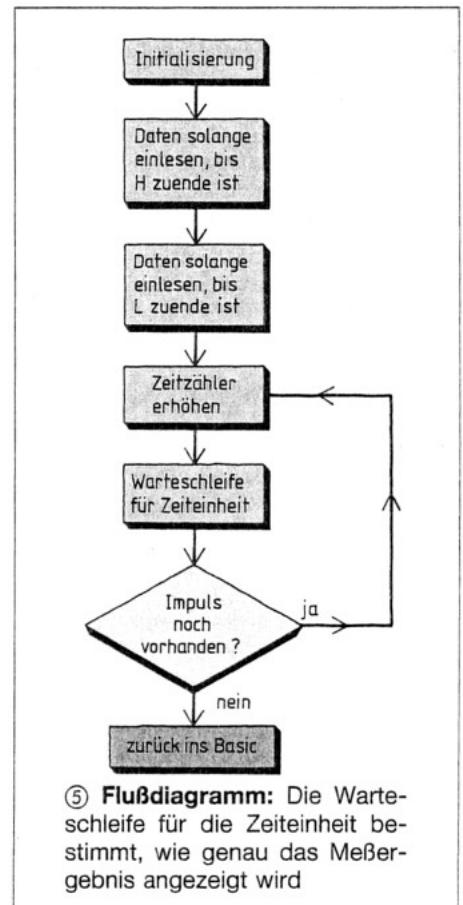 Initialisierung
Daten solange
einlesen, bis
H zuende ist
Daten solange
einlesen, bis
L zuende ist
Zeitzähler
erhöhen
Warteschleife
für Zeiteinheit
Impuls
noch
vorhanden ?
ja
nein
zurück ins Basic
⑤ Flußdiagramm: Die Warte-
schleife für die Zeiteinheit be-
stimmt, wie genau das Meßer-
gebnis angezeigt wird